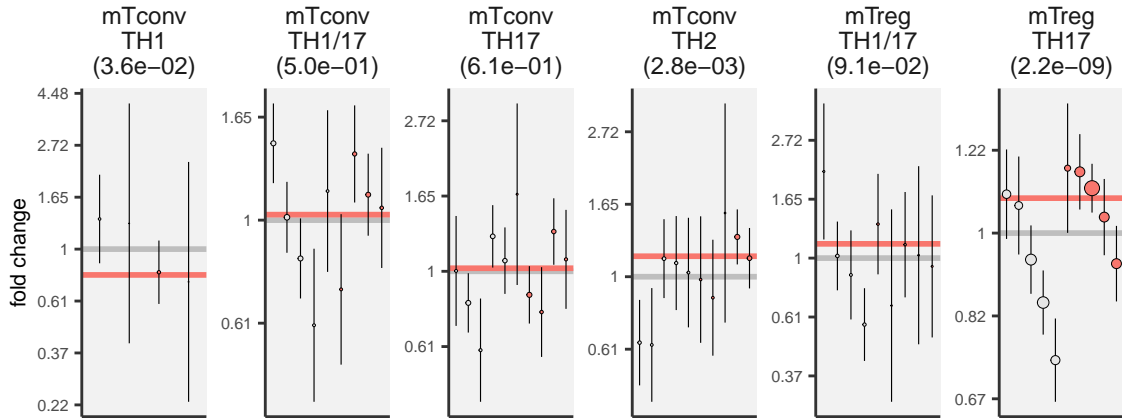 mTconv
TH1
(3.6e−02)
mTconv
TH1/17
(5.0e−01)
mTconv
TH17
(6.1e−01)
mTconv
TH2
(2.8e−03)
mTreg
TH1/17
(9.1e−02)
mTreg
TH17
(2.2e−09)
fold change
4.48
2.72
1.65
1
0.61
0.37
0.22
1.65
1
0.61
2.72
1.65
1
0.61
2.72
1.65
1
0.61
2.72
1.65
1
0.61
0.37
1.22
1
0.82
0.67